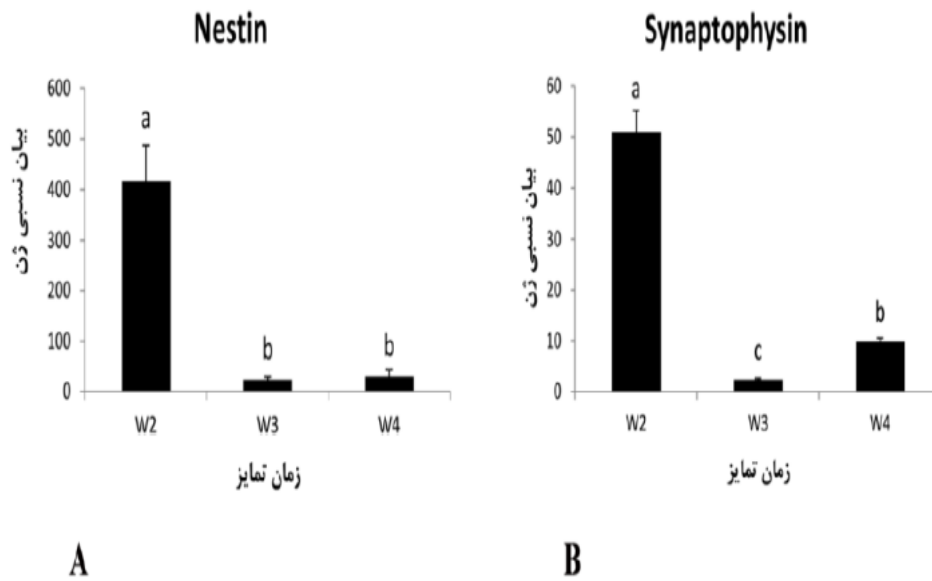 Nestin
600
500
400
300
200
100
0
بیان نسبی ژن
a
b
b
W2 W3 W4
زمان تمایز
A
Synaptophysin
60
50
40
30
20
10
0
بیان نسبی ژن
a
c
b
W2 W3 W4
زمان تمایز
B